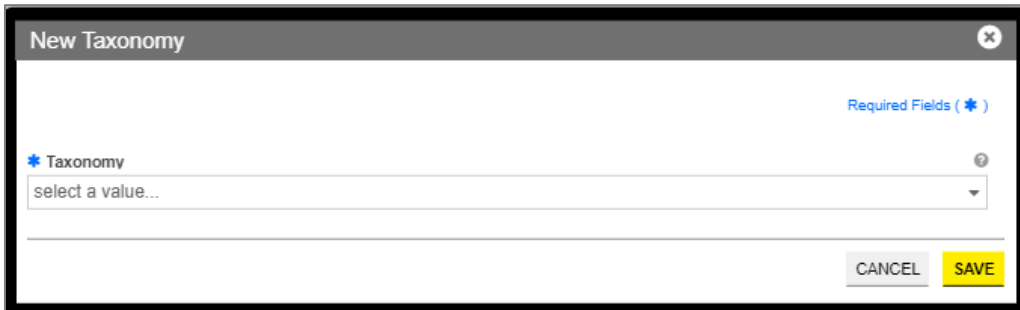 New Taxonomy
Required Fields ( ✱ )
✱ Taxonomy
select a value...
CANCEL SAVE